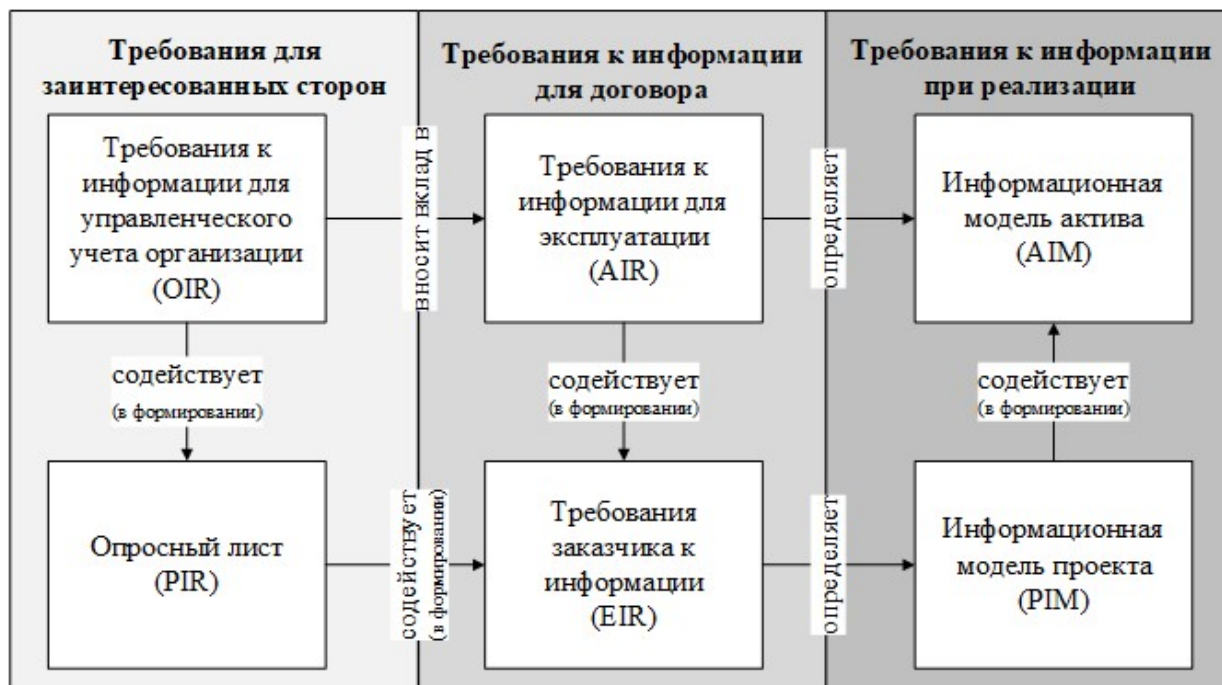 Требования для
заинтересованных сторон
Требования к информации
для договора
Требования к информации
при реализации
Требования к
информации для
управленческого
учета организации
(OIR)
вносит вклад в
Требования к
информации для
эксплуатации
(AIR)
определяет
Информационная
модель актива
(AIM)
содействует
(в формировании)
содействует
(в формировании)
содействует
(в формировании)
Опросный лист
(PIR)
содействует
(в формировании)
Требования
заказчика к
информации
(EIR)
определяет
Информационная
модель проекта
(PIM)